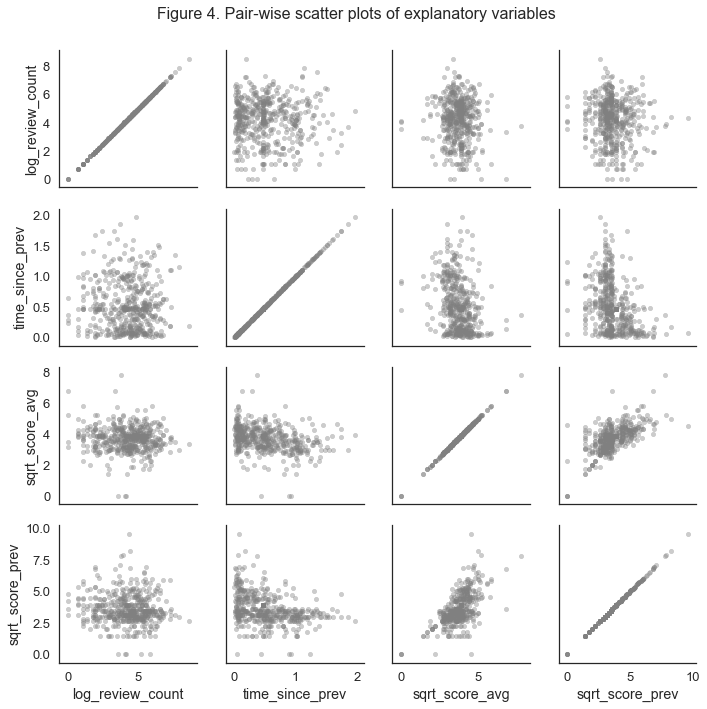 Figure 4. Pair-wise scatter plots of explanatory variables
log_review_count
8
6
4
2
0
time_since_prev
2.0
1.5
1.0
0.5
0.0
sqrt_score_avg
8
6
4
2
0
sqrt_score_prev
10.0
7.5
5.0
2.5
0.0
0 5 0 1 2 5 0 5 10
log_review_count time_since_prev sqrt_score_avg sqrt_score_prev